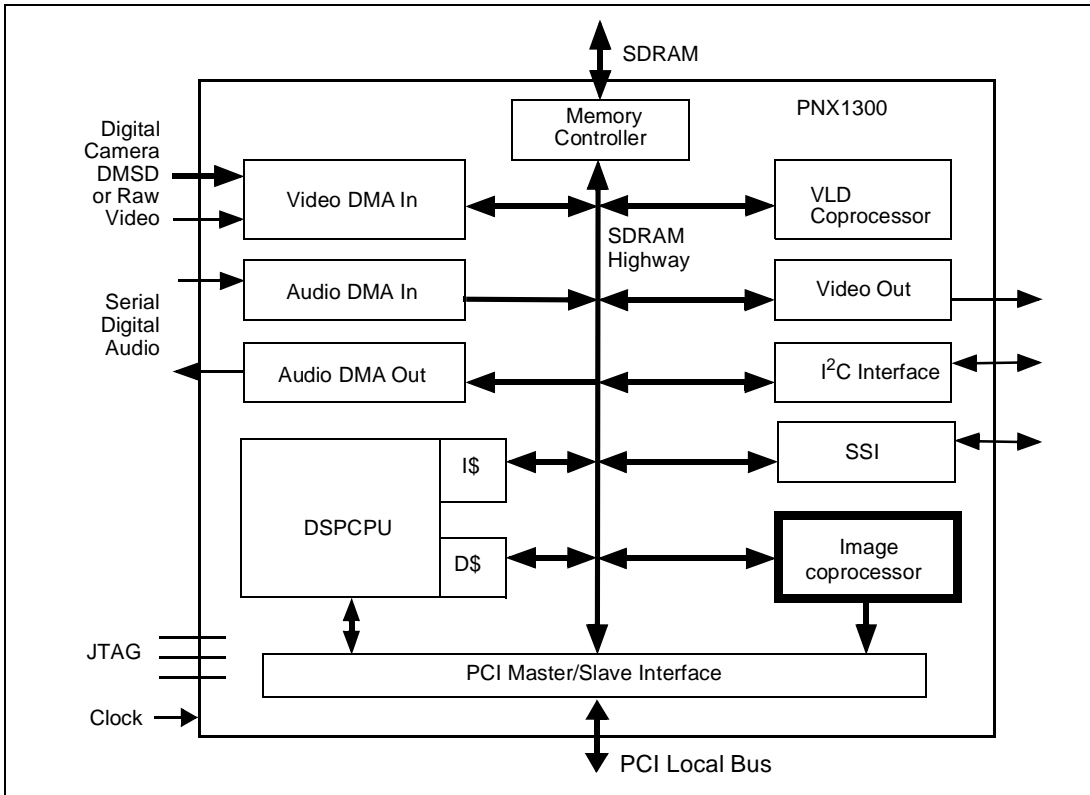 SDRAM
PNX1300
Memory
Controller
Digital
Camera
DMSD
or Raw
Video
Video DMA In
VLD
Coprocessor
SDRAM
Highway
Audio DMA In
Video Out
Serial
Digital
Audio
Audio DMA Out
I²C Interface
I$
SSI
DSPCPU
D$
Image
coprocessor
JTAG
PCI Master/Slave Interface
Clock
PCI Local Bus